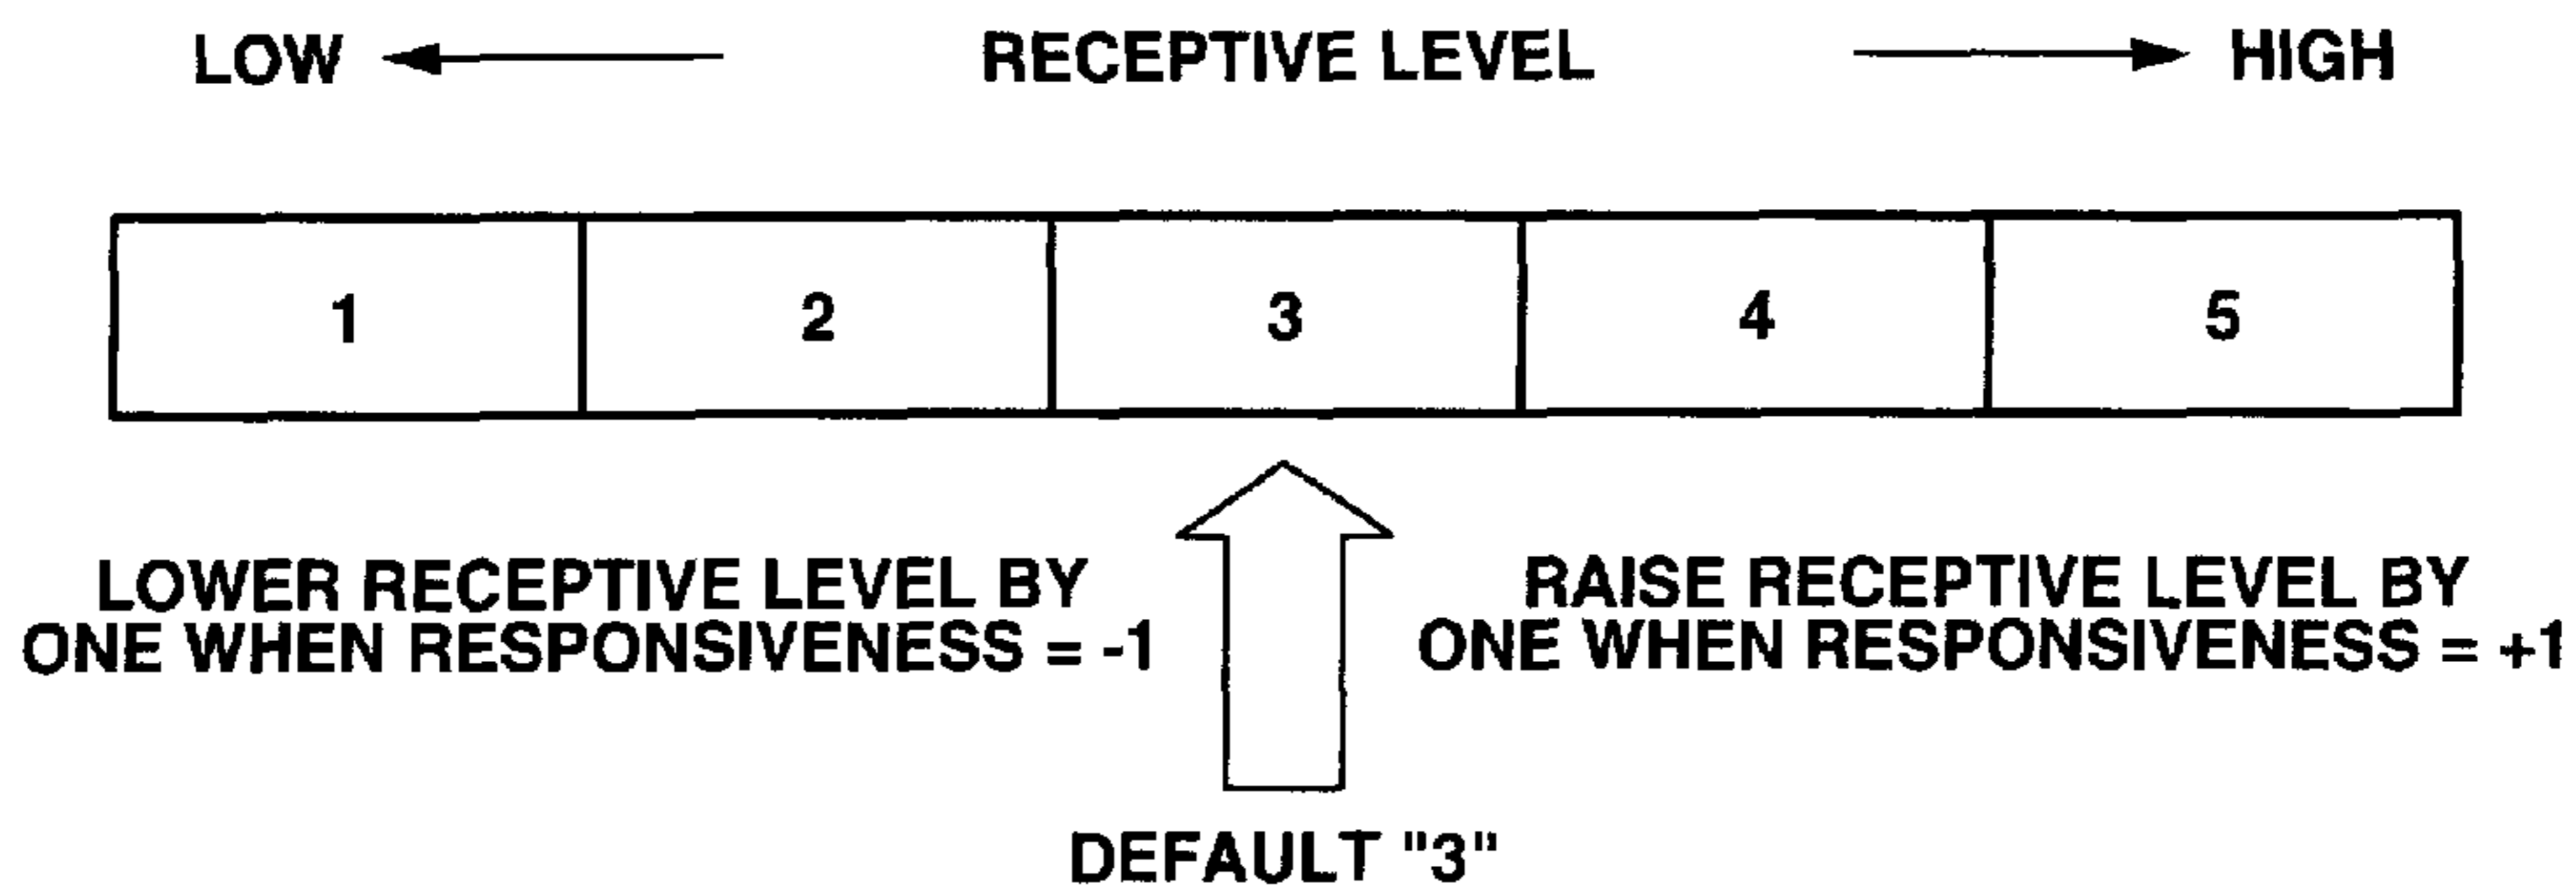 LOW RECEPTIVE LEVEL HIGH
1 2 3 4 5
LOWER RECEPTIVE LEVEL BY
ONE WHEN RESPONSIVENESS = -1
RAISE RECEPTIVE LEVEL BY
ONE WHEN RESPONSIVENESS = +1
DEFAULT "3"